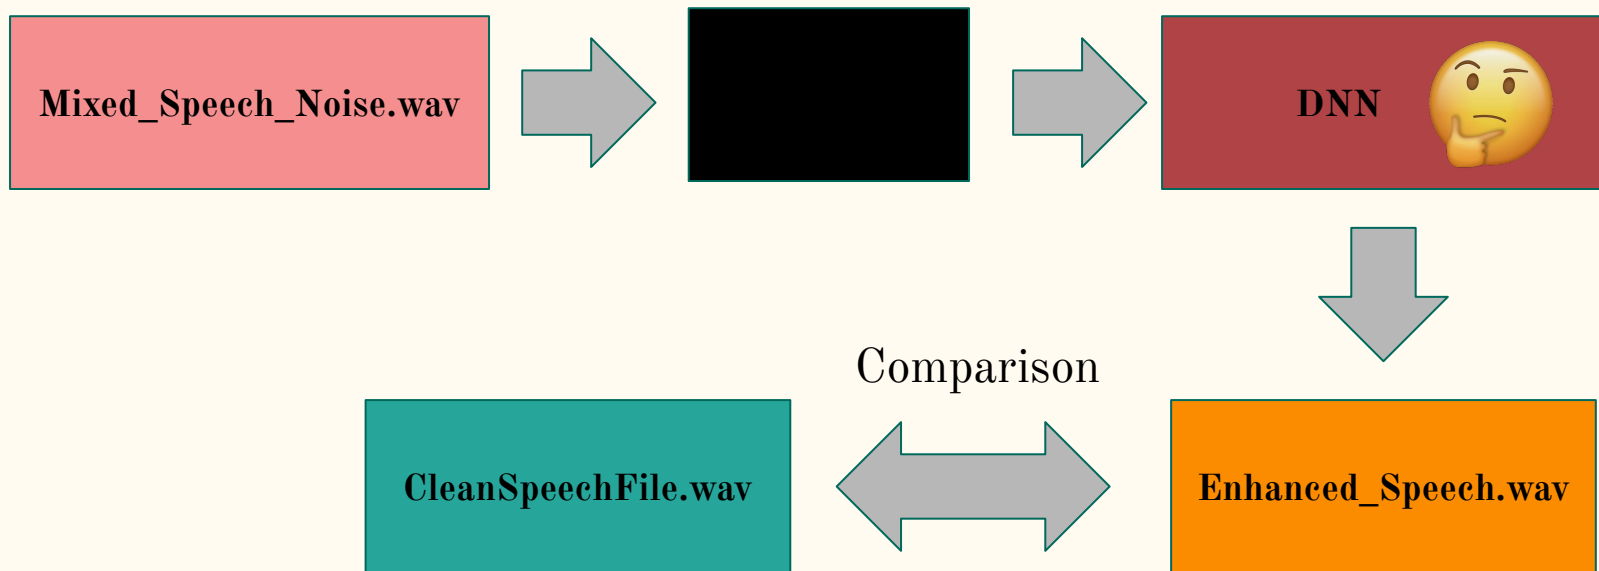 Mixed_Speech_Noise.wav
DNN
Comparison
CleanSpeechFile.wav
Enhanced_Speech.wav